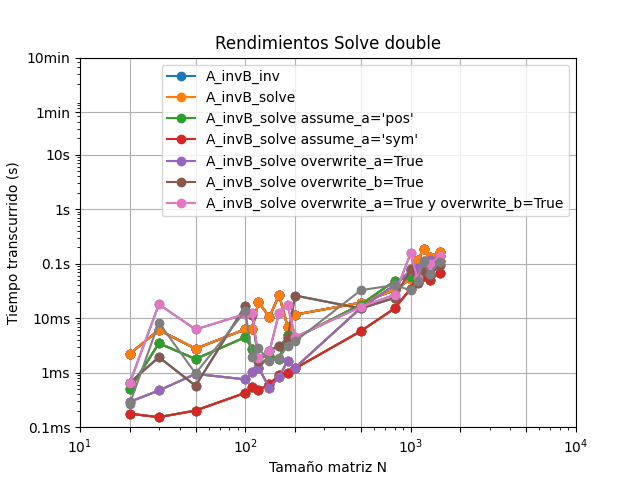 Rendimientos Solve double
10min
1min
10s
1s
0.1s
10ms
1ms
0.1ms
Tiempo transcurrido (s)
A_invB_inv
A_invB_solve
A_invB_solve assume_a='pos'
A_invB_solve assume_a='sym'
A_invB_solve overwrite_a=True
A_invB_solve overwrite_b=True
A_invB_solve overwrite_a=True y overwrite_b=True
10¹ 10² 10³ 10⁴
Tamaño matriz N